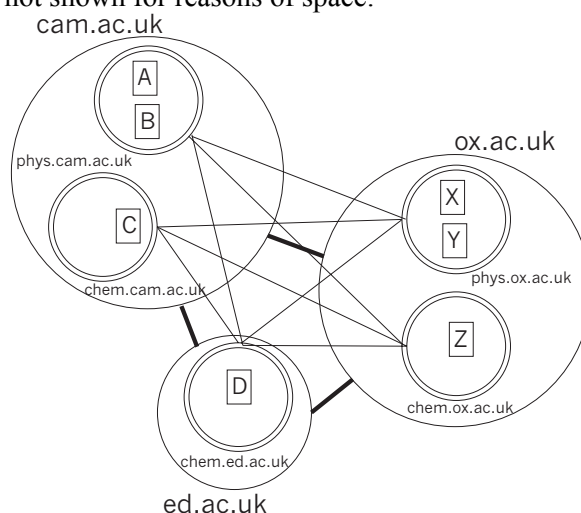 not shown for reasons of space.
cam.ac.uk
A
B
ox.ac.uk
phys.cam.ac.uk
X
Y
C
phys.ox.ac.uk
chem.cam.ac.uk
Z
D
chem.ox.ac.uk
chem.ed.ac.uk
ed.ac.uk